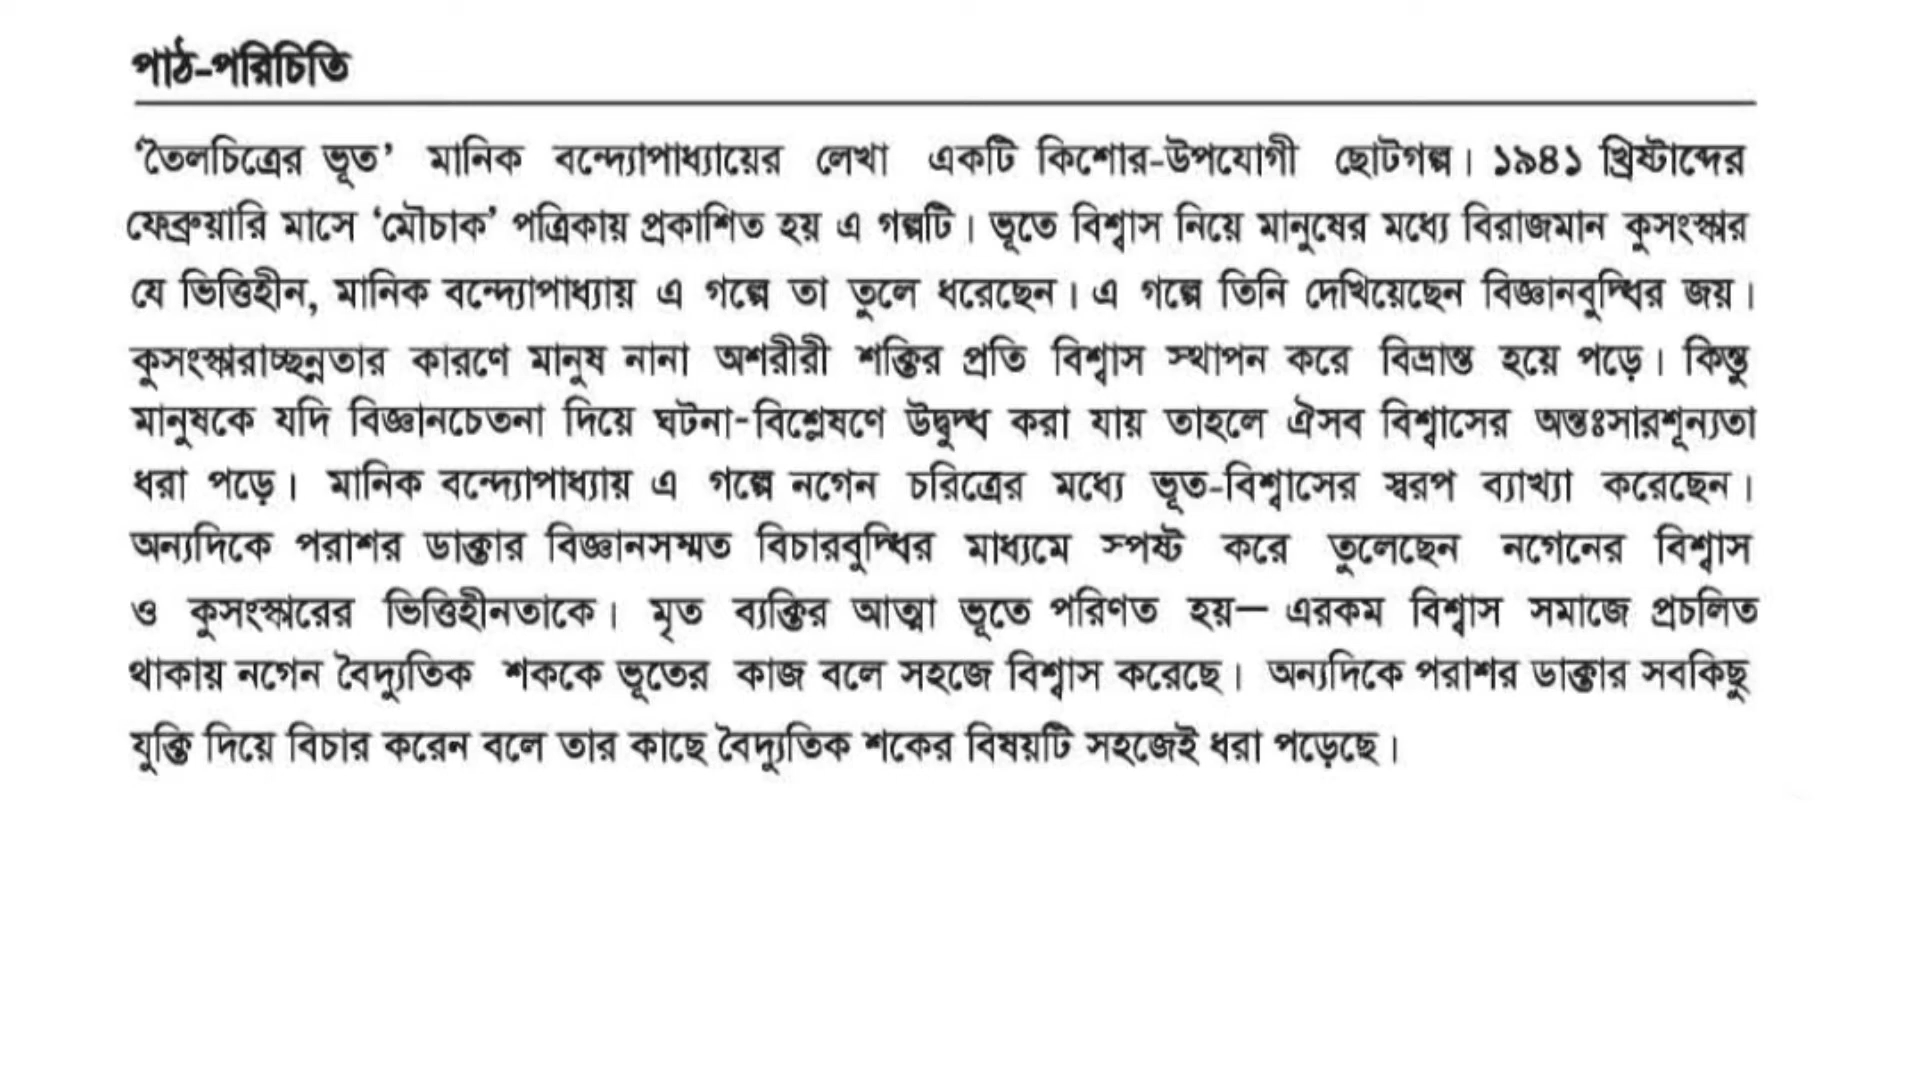 পাঠ-পরিচিতি
‘তৈলচিত্রের ভূত’ মানিক বন্দ্যোপাধ্যায়ের লেখা একটি কিশোর-উপযোগী ছোটগল্প। ১৯৪১ খ্রিষ্টাব্দের
ফেব্রুয়ারি মাসে ‘মৌচাক’ পত্রিকায় প্রকাশিত হয় এ গল্পটি। ভূতে বিশ্বাস নিয়ে মানুষের মধ্যে বিরাজমান কুসংস্কার
যে ভিত্তিহীন, মানিক বন্দ্যোপাধ্যায় এ গল্পে তা তুলে ধরেছেন। এ গল্পে তিনি দেখিয়েছেন বিজ্ঞানবুদ্ধির জয়।
কুসংস্কারাচ্ছন্নতার কারণে মানুষ নানা অশরীরী শক্তির প্রতি বিশ্বাস স্থাপন করে বিভ্রান্ত হয়ে পড়ে। কিন্তু
মানুষকে যদি বিজ্ঞানচেতনা দিয়ে ঘটনা-বিশ্লেষণে উদ্বুদ্ধ করা যায় তাহলে ঐসব বিশ্বাসের অন্তঃসারশূন্যতা
ধরা পড়ে। মানিক বন্দ্যোপাধ্যায় এ গল্পে নগেন চরিত্রের মধ্যে ভূত-বিশ্বাসের স্বরপ ব্যাখ্যা করেছেন।
অন্যদিকে পরাশর ডাক্তার বিজ্ঞানসম্মত বিচারবুদ্ধির মাধ্যমে স্পষ্ট করে তুলেছেন নগেনের বিশ্বাস
ও কুসংস্কারের ভিত্তিহীনতাকে। মৃত ব্যক্তির আত্মা ভূতে পরিণত হয়— এরকম বিশ্বাস সমাজে প্রচলিত
থাকায় নগেন বৈদ্যুতিক শককে ভূতের কাজ বলে সহজে বিশ্বাস করেছে। অন্যদিকে পরাশর ডাক্তার সবকিছু
যুক্তি দিয়ে বিচার করেন বলে তার কাছে বৈদ্যুতিক শকের বিষয়টি সহজেই ধরা পড়েছে।